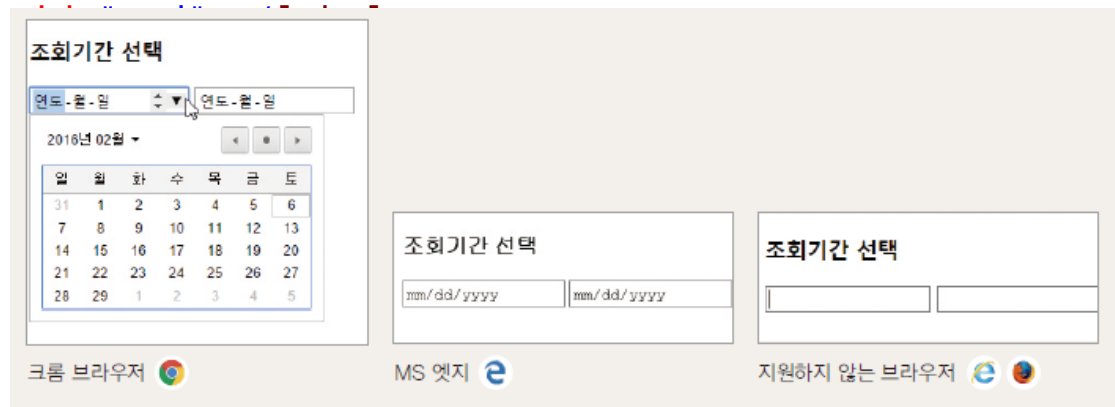 조회기간 선택
연도-월-일 연도-월-일
2016년 02월
일 월 화 수 목 금 토
31 1 2 3 4 5 6
7 8 9 10 11 12 13
14 15 16 17 18 19 20
21 22 23 24 25 26 27
28 29 1 2 3 4 5
크롬 브라우저
조회기간 선택
mm/dd/yyyy mm/dd/yyyy
MS 엣지
조회기간 선택
지원하지 않는 브라우저